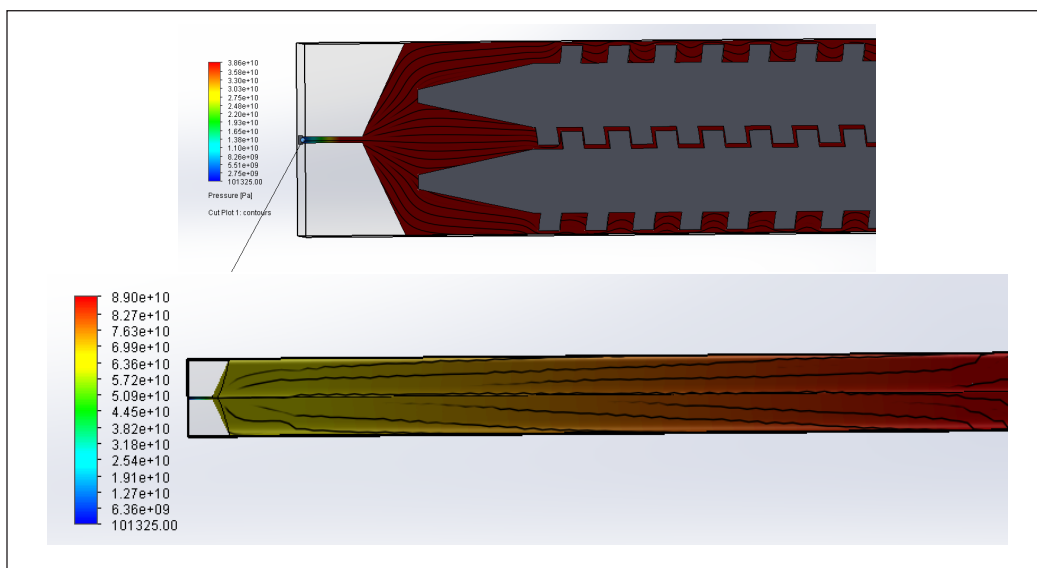 3.86e+10
3.58e+10
3.30e+10
3.03e+10
2.75e+10
2.48e+10
2.20e+10
1.93e+10
1.65e+10
1.38e+10
1.10e+10
8.26e+09
5.51e+09
2.75e+09
101325.00
Pressure [Pa]
Cut Plot 1: contours
8.90e+10
8.27e+10
7.63e+10
6.99e+10
6.36e+10
5.72e+10
5.09e+10
4.45e+10
3.82e+10
3.18e+10
2.54e+10
1.91e+10
1.27e+10
6.36e+09
101325.00